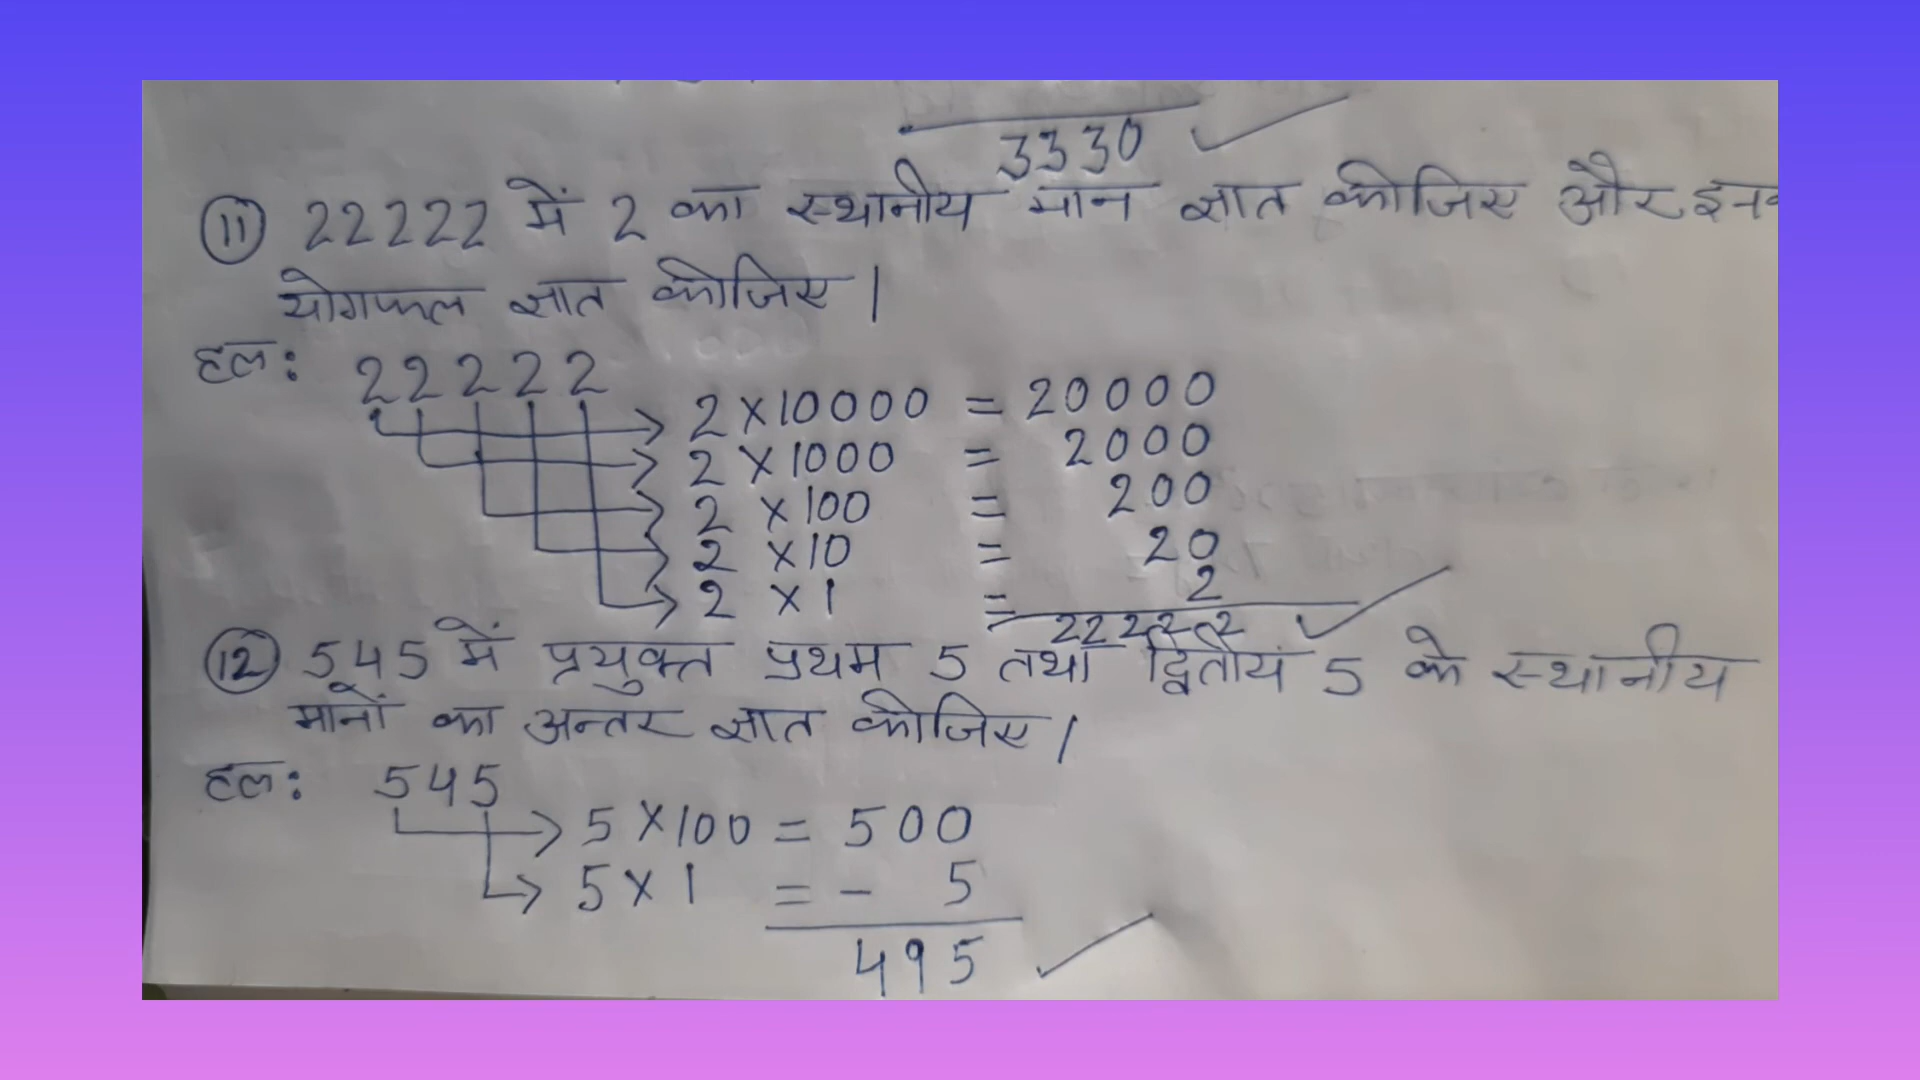 3330
11 22222 में 2 का स्थानीय मान ज्ञात कीजिए और
योगफल ज्ञात कीजिए।
हल: 22222
2 × 10000 = 20000
2 × 1000 = 2000
2 × 100 = 200
2 × 10 = 20
2 × 1 = 2
22222
12 545 में प्रयुक्त प्रथम 5 तथा द्वितीय 5 के स्थानीय
मानों का अन्तर ज्ञात कीजिए।
हल: 545
5 × 100 = 500
5 × 1 = - 5
495